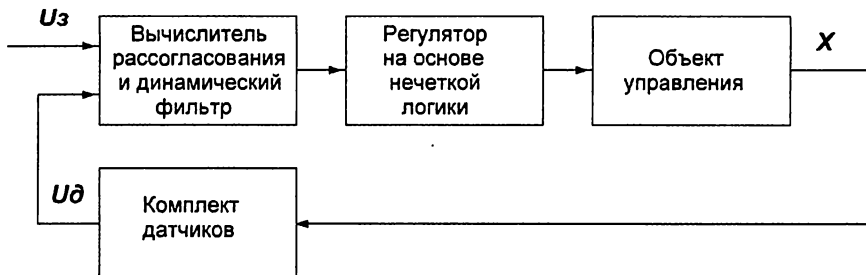 Uз
Вычислитель
рассогласования
и динамический
фильтр
Регулятор
на основе
нечеткой
логики
Объект
управления
X
Uд
Комплект
датчиков